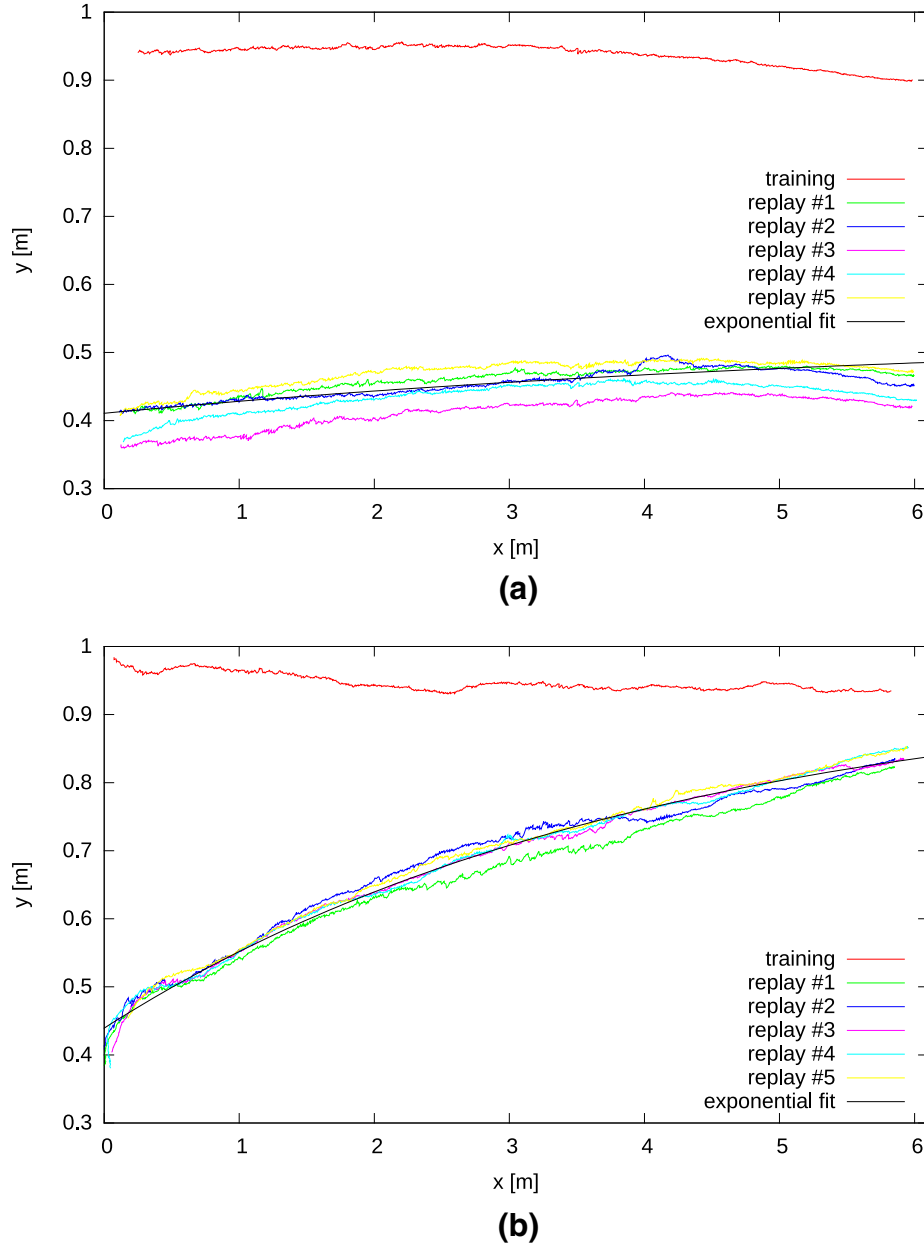 1
0.9
0.8
0.7
0.6
0.5
0.4
0.3
y [m]
training
replay #1
replay #2
replay #3
replay #4
replay #5
exponential fit
0 1 2 3 4 5 6
x [m]
(a)
1
0.9
0.8
0.7
0.6
0.5
0.4
0.3
y [m]
training
replay #1
replay #2
replay #3
replay #4
replay #5
exponential fit
0 1 2 3 4 5 6
x [m]
(b)